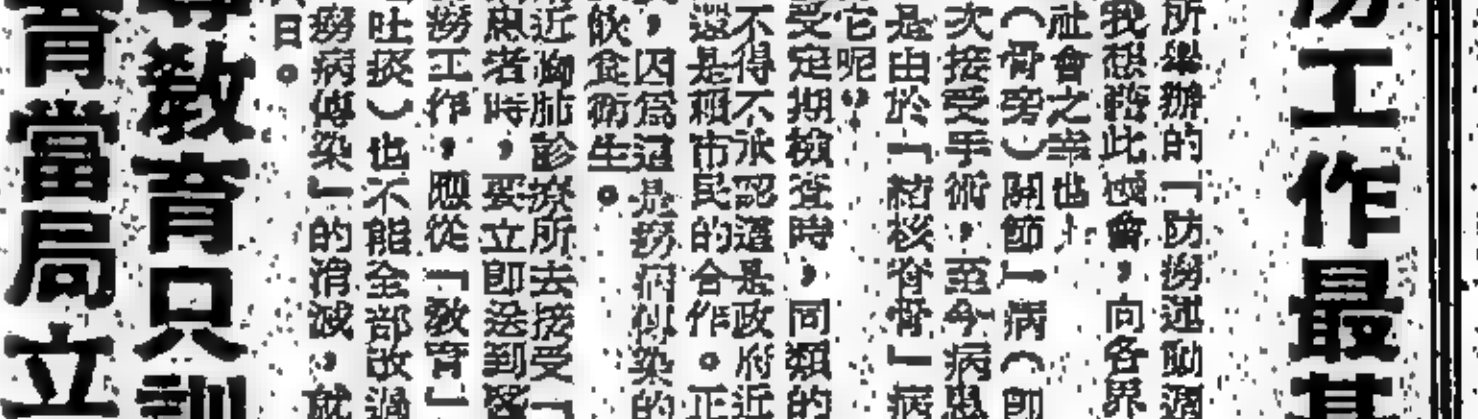 工作最基
所舉辦的「防癆運動週
我想藉此機會，向各界
社會之幸也！
（骨癆）關節」病（即
次接受手術，至今病患
是由於「結核脊骨」病
它呢？
受定期檢查時，同類的
不得不承認這是政府近
還是賴市民的合作。正
，因為這是癆病傳染的
飲食衛生。
近胸肺診療所去接受「
患者時，要立即送到醫
癆工作，應從「教育」
吐痰）也不能全部改過
癆病傳染」的消滅，就
日。
教育只訓
育當局立